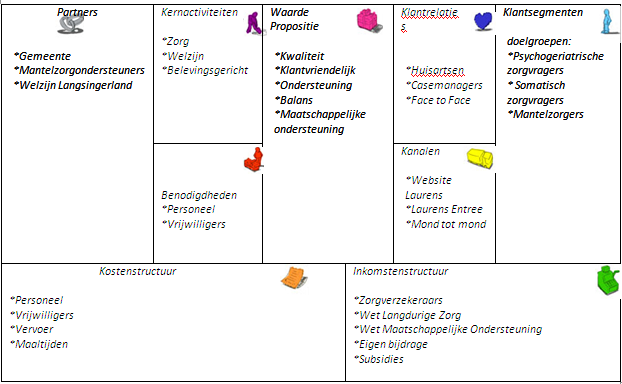 Partners
*Gemeente
*Mantelzorgondersteuners
*Welzijn Langsingerland
Kernactiviteiten
*Zorg
*Welzijn
*Belevingsgericht
Benodigdheden
*Personeel
*Vrijwilligers
Waarde
Propositie
*Kwaliteit
*Klantvriendelijk
*Ondersteuning
*Balans
*Maatschappelijke
ondersteuning
Klantrelatie
s
*Huisartsen
*Casemanagers
*Face to Face
Kanalen
*Website
Laurens
*Laurens Entree
*Mond tot mond
Klantsegmenten
doelgroepen:
*Psychogeriatrische
zorgvragers
* Somatisch
zorgvragers
*Mantelzorgers
Kostenstructuur
*Personeel
*Vrijwilligers
*Vervoer
*Maaltijden
Inkomstenstructuur
*Zorgverzekeraars
*Wet Langdurige Zorg
*Wet Maatschappelijke Ondersteuning
*Eigen bijdrage
*Subsidies